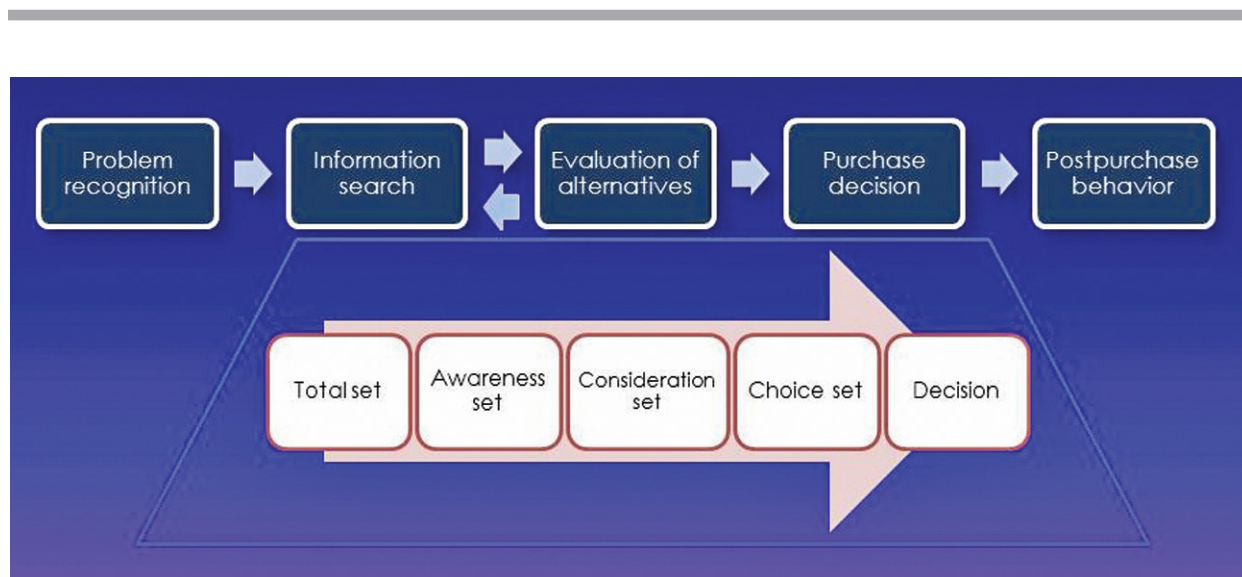 Problem
recognition
Information
search
Evaluation of
alternatives
Purchase
decision
Postpurchase
behavior
Total set
Awareness
set
Consideration
set
Choice set
Decision